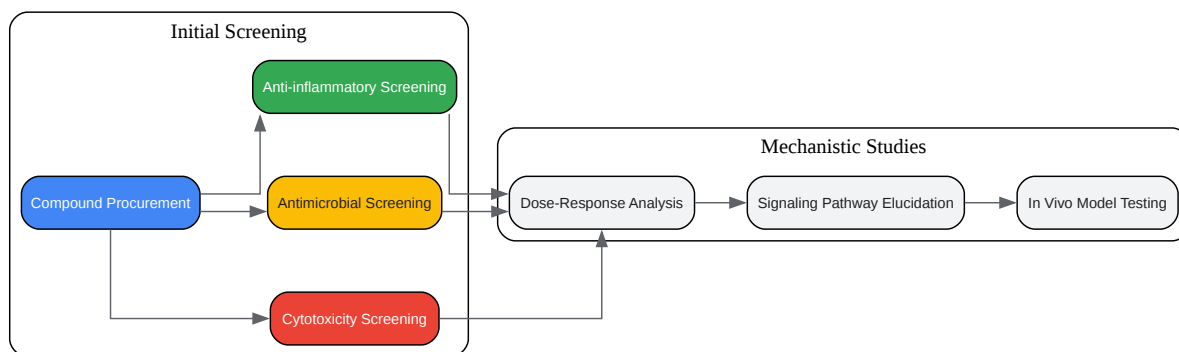 Initial Screening
Anti-inflammatory Screening
Mechanistic Studies
Compound Procurement
Antimicrobial Screening
Dose-Response Analysis
Signaling Pathway Elucidation
In Vivo Model Testing
Cytotoxicity Screening